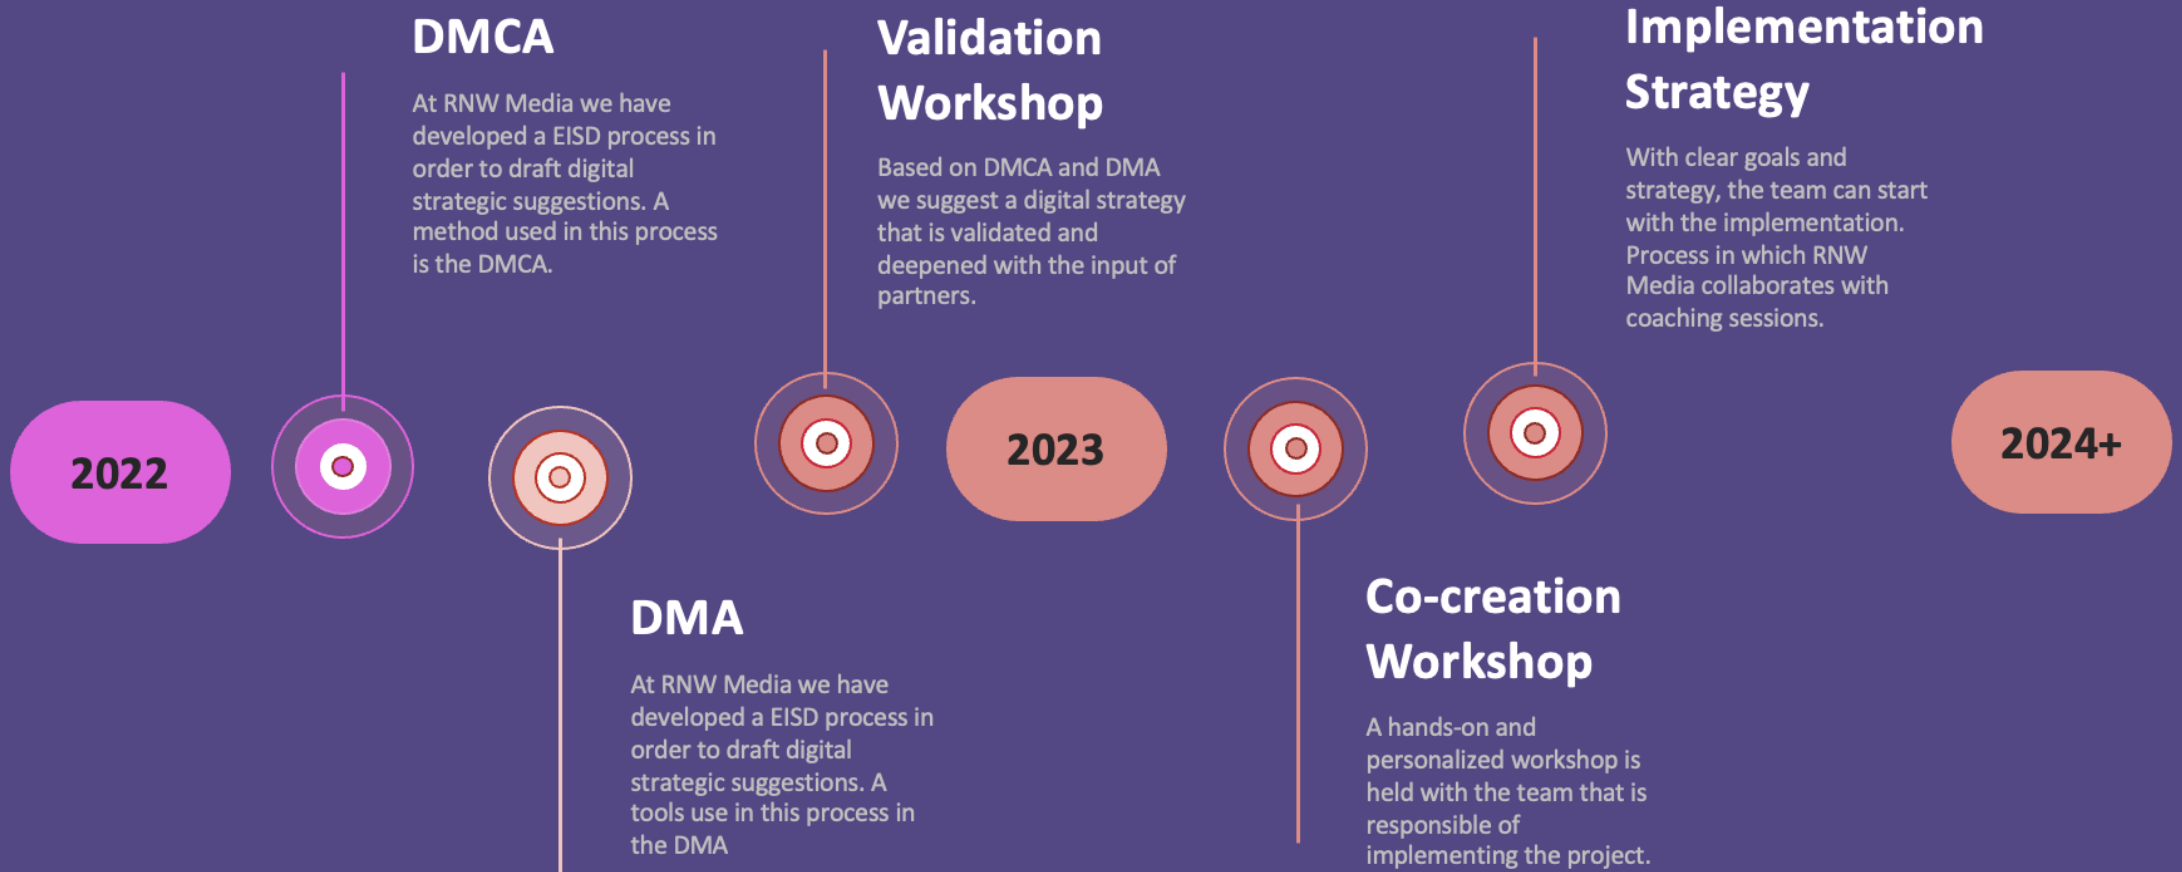 DMCA
At RNW Media we have
developed a EISD process in
order to draft digital
strategic suggestions. A
method used in this process
is the DMCA.
Validation
Workshop
Based on DMCA and DMA
we suggest a digital strategy
that is validated and
deepened with the input of
partners.
Implementation
Strategy
With clear goals and
strategy, the team can start
with the implementation.
Process in which RNW
Media collaborates with
coaching sessions.
2022
2023
2024+
DMA
At RNW Media we have
developed a EISD process in
order to draft digital
strategic suggestions. A
tools use in this process in
the DMA
Co-creation
Workshop
A hands-on and
personalized workshop is
held with the team that is
responsible of
implementing the project.